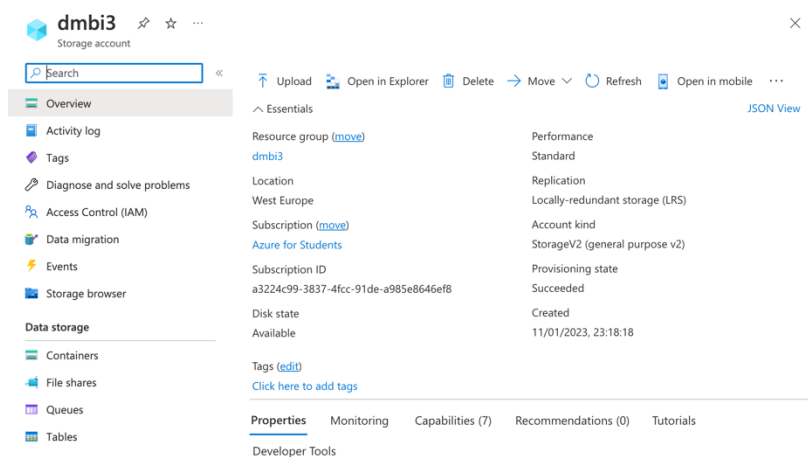 dmbi3
Storage account
Search
Overview
Activity log
Tags
Diagnose and solve problems
Access Control (IAM)
Data migration
Events
Storage browser
Data storage
Containers
File shares
Queues
Tables
Upload Open in Explorer Delete Move Refresh Open in mobile
Essentials JSON View
Resource group (move)
dmbi3
Location
West Europe
Subscription (move)
Azure for Students
Subscription ID
a3224c99-3837-4fcc-91de-a985e8646ef8
Disk state
Available
Performance
Standard
Replication
Locally-redundant storage (LRS)
Account kind
StorageV2 (general purpose v2)
Provisioning state
Succeeded
Created
11/01/2023, 23:18:18
Tags (edit)
Click here to add tags
Properties Monitoring Capabilities (7) Recommendations (0) Tutorials
Developer Tools